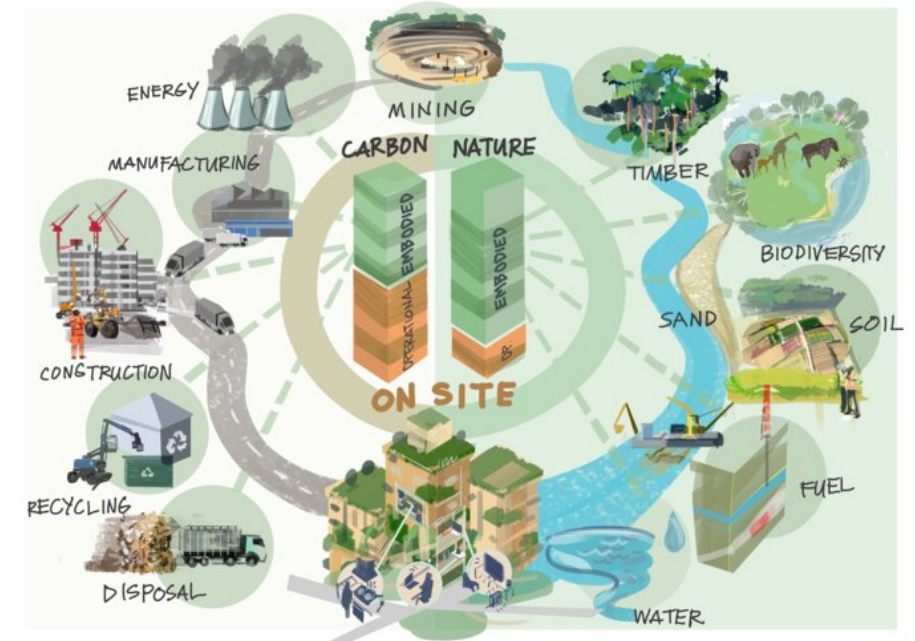 ENERGY
MINING
MANUFACTURING
CARBON NATURE
TIMBER
BIODIVERSITY
EMBODIED
OPERATIONAL
EMBODIED
OP.
SAND
SOIL
CONSTRUCTION
ON SITE
RECYCLING
FUEL
DISPOSAL
WATER